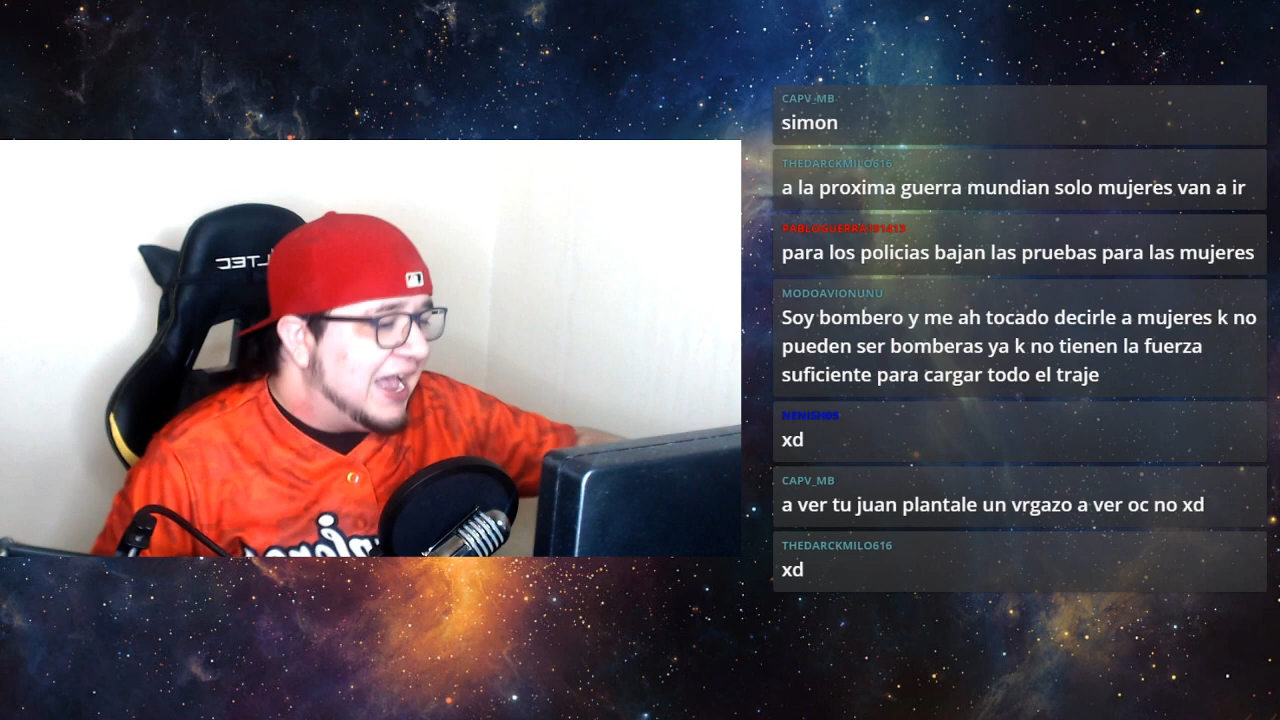 CAPV_MB
simon
THEDARCKMILO616
a la proxima guerra mundian solo mujeres van a ir
PABLOGUERRA191413
para los policias bajan las pruebas para las mujeres
MODOAVIONUNU
Soy bombero y me ah tocado decirle a mujeres k no
pueden ser bomberas ya k no tienen la fuerza
suficiente para cargar todo el traje
NENISH05
xd
CAPV_MB
a ver tu juan plantale un vrgazo a ver oc no xd
THEDARCKMILO616
xd